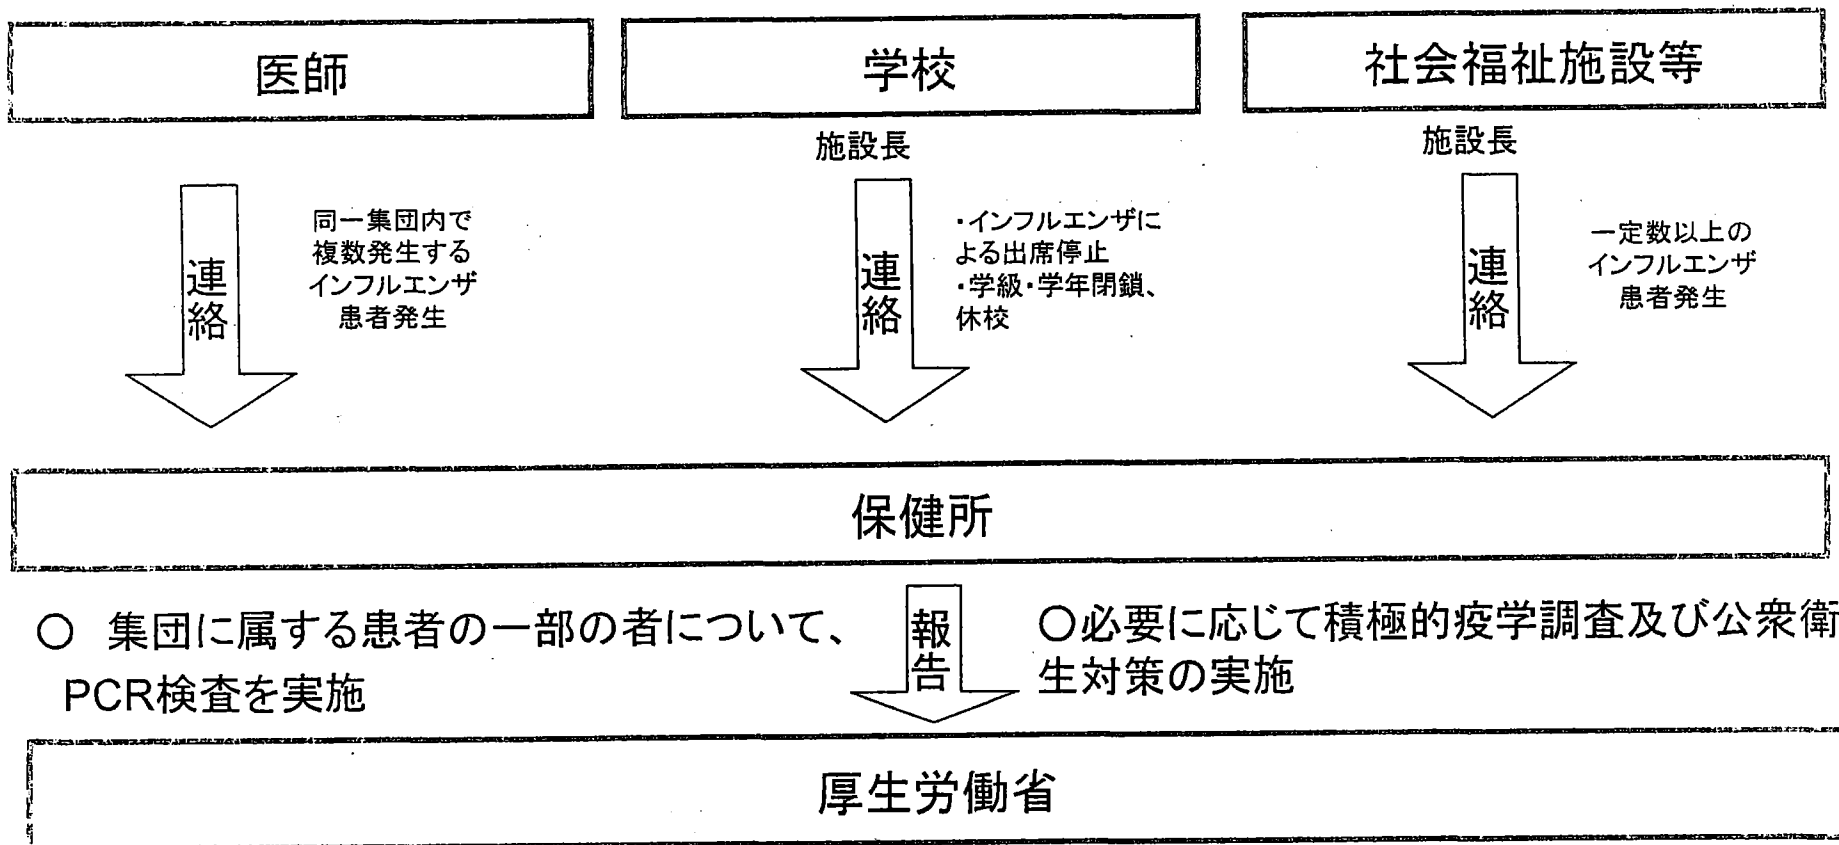 医師
学校
社会福祉施設等
施設長
施設長
連絡
同一集団内で
複数発生する
インフルエンザ
患者発生
連絡
・インフルエンザに
よる出席停止
・学級・学年閉鎖、
休校
連絡
一定数以上の
インフルエンザ
患者発生
保健所
○ 集団に属する患者の一部の者について、
PCR検査を実施
報告
○必要に応じて積極的疫学調査及び公衆衛
生対策の実施
厚生労働省